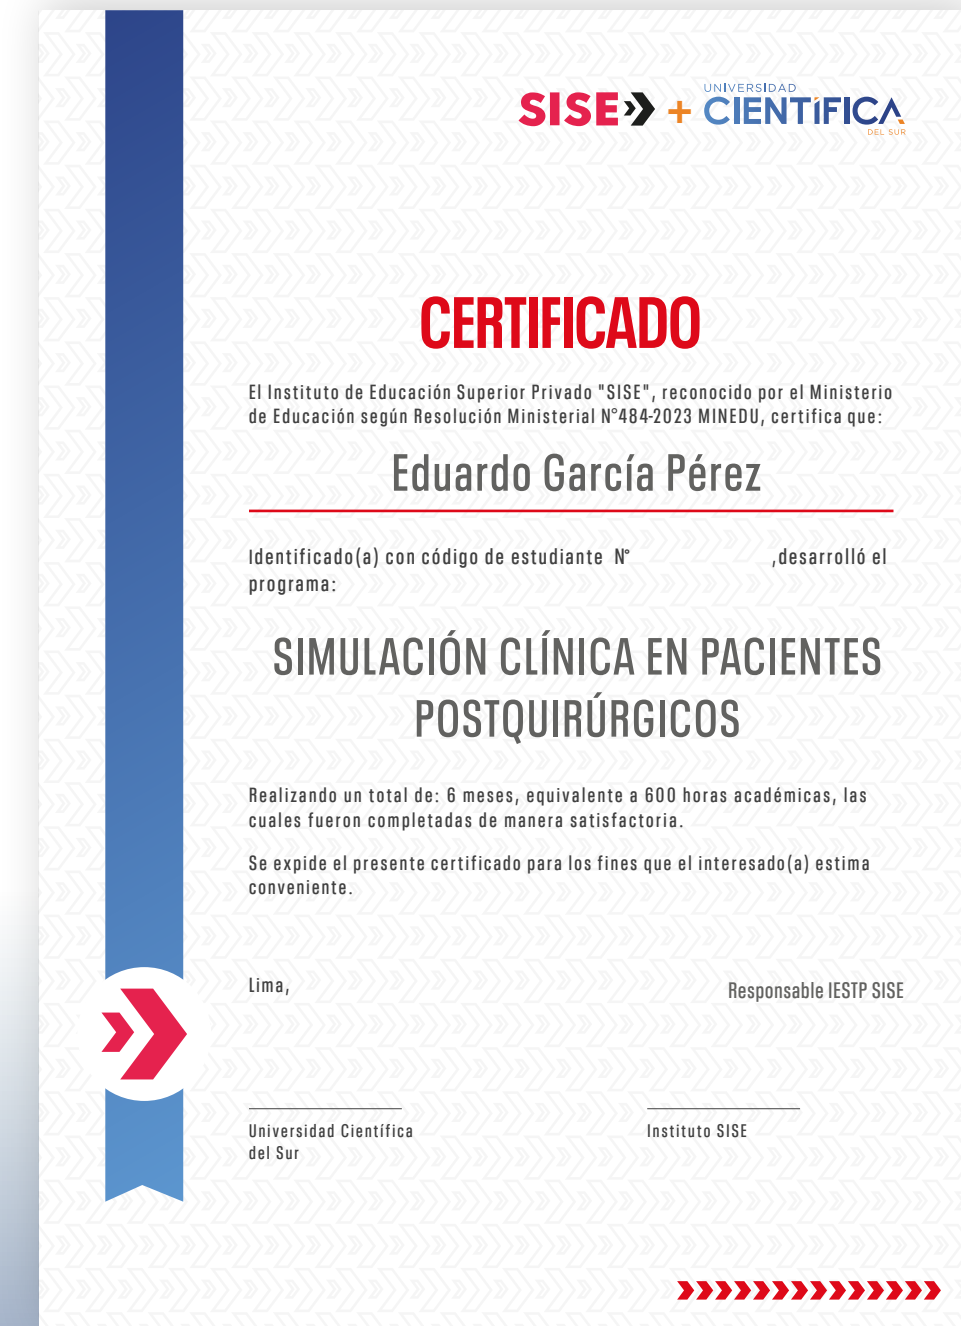 SISE + UNIVERSIDAD CIENTÍFICA DEL SUR
CERTIFICADO
El Instituto de Educación Superior Privado "SISE", reconocido por el Ministerio
de Educación según Resolución Ministerial N°484-2023 MINEDU, certifica que:
Eduardo García Pérez
Identificado(a) con código de estudiante N° ,desarrolló el
programa:
SIMULACIÓN CLÍNICA EN PACIENTES
POSTQUIRÚRGICOS
Realizando un total de: 6 meses, equivalente a 600 horas académicas, las
cuales fueron completadas de manera satisfactoria.
Se expide el presente certificado para los fines que el interesado(a) estima
conveniente.
Lima,
Responsable IESTP SISE
Universidad Científica
del Sur
Instituto SISE